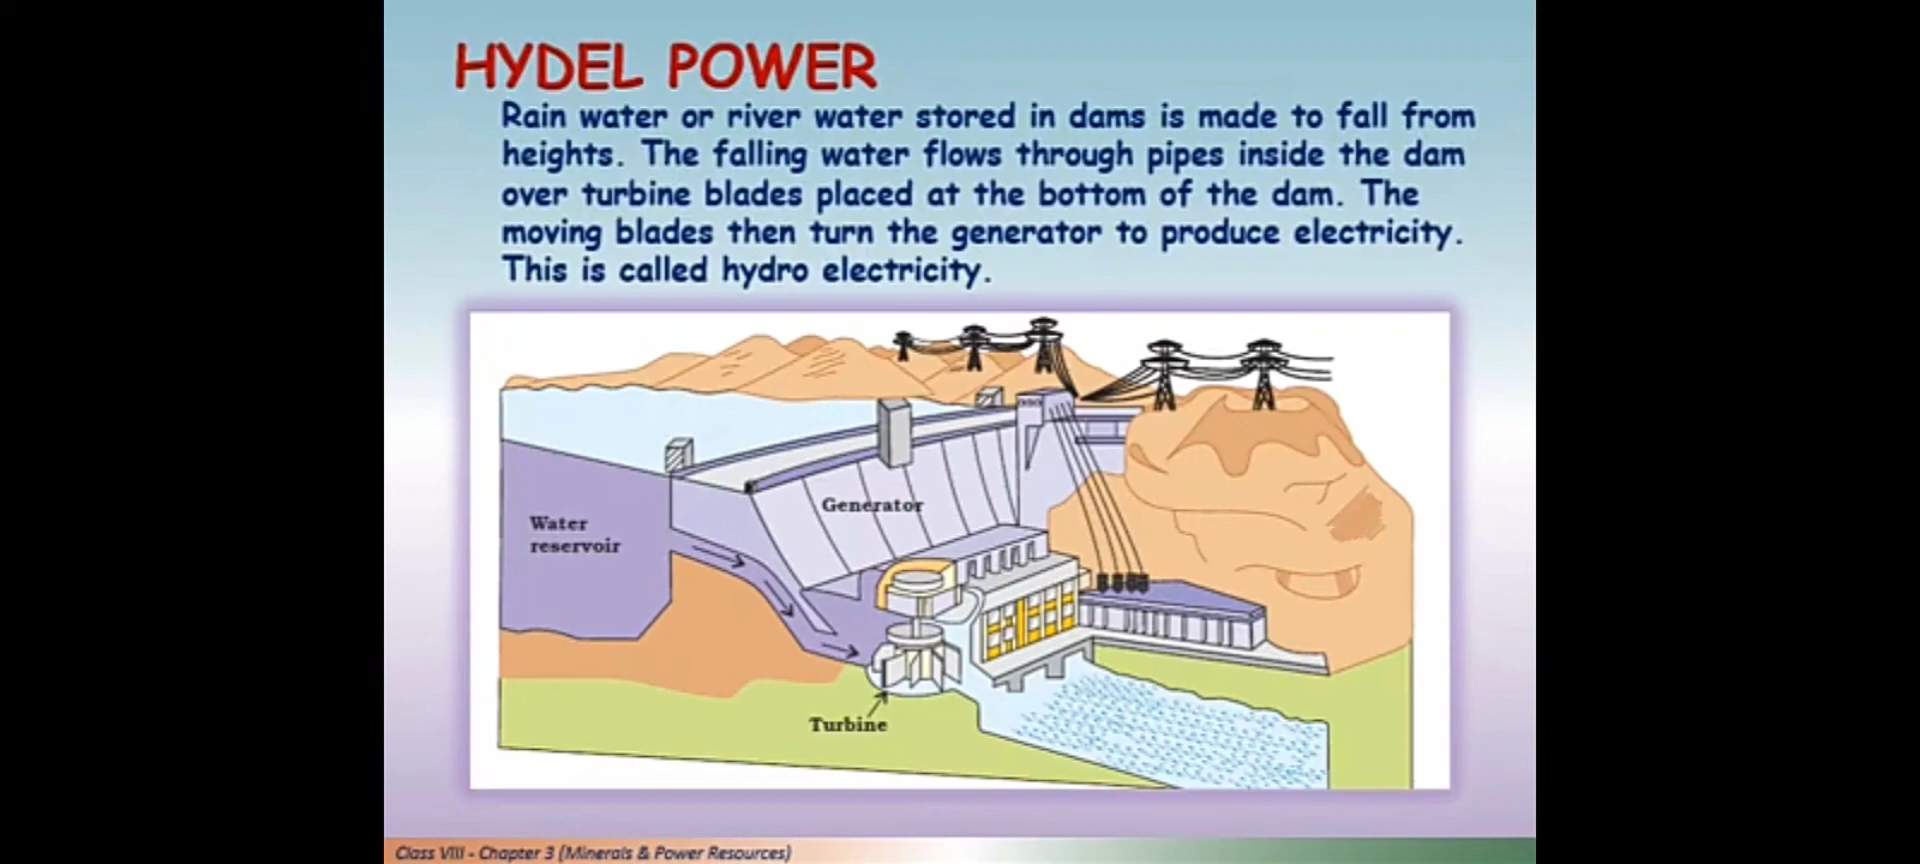 HYDEL POWER
Rain water or river water stored in dams is made to fall from
heights. The falling water flows through pipes inside the dam
over turbine blades placed at the bottom of the dam. The
moving blades then turn the generator to produce electricity.
This is called hydro electricity.
Generator
Water
reservoir
Turbine
Class VIII - Chapter 3 (Minerals & Power Resources)